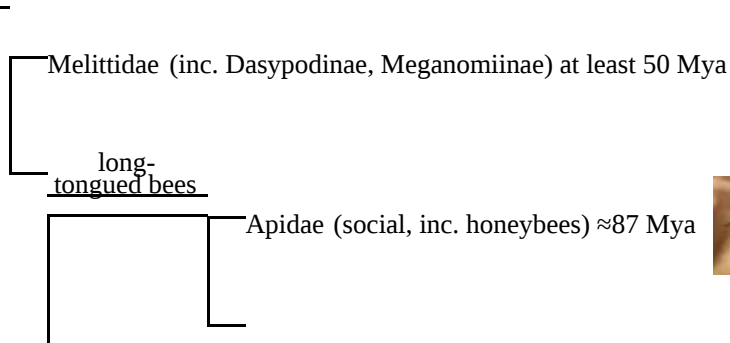 Melittidae (inc. Dasypodinae, Meganomiinae) at least 50 Mya
long-
tongued bees
Apidae (social, inc. honeybees) ≈87 Mya